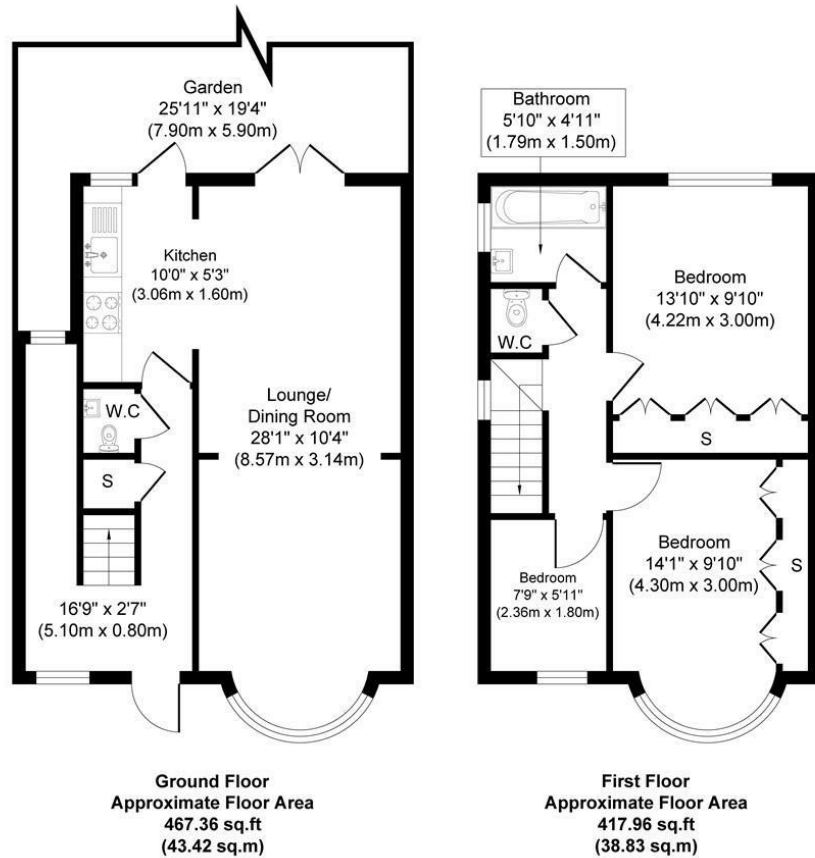 Garden
25'11" x 19'4"
(7.90m x 5.90m)
Kitchen
10'0" x 5'3"
(3.06m x 1.60m)
W.C
Lounge/
Dining Room
28'1" x 10'4"
(8.57m x 3.14m)
S
16'9" x 2'7"
(5.10m x 0.80m)
Ground Floor
Approximate Floor Area
467.36 sq.ft
(43.42 sq.m)
Bathroom
5'10" x 4'11"
(1.79m x 1.50m)
Bedroom
13'10" x 9'10"
(4.22m x 3.00m)
W.C
S
Bedroom
14'1" x 9'10"
(4.30m x 3.00m)
S
Bedroom
7'9" x 5'11"
(2.36m x 1.80m)
First Floor
Approximate Floor Area
417.96 sq.ft
(38.83 sq.m)